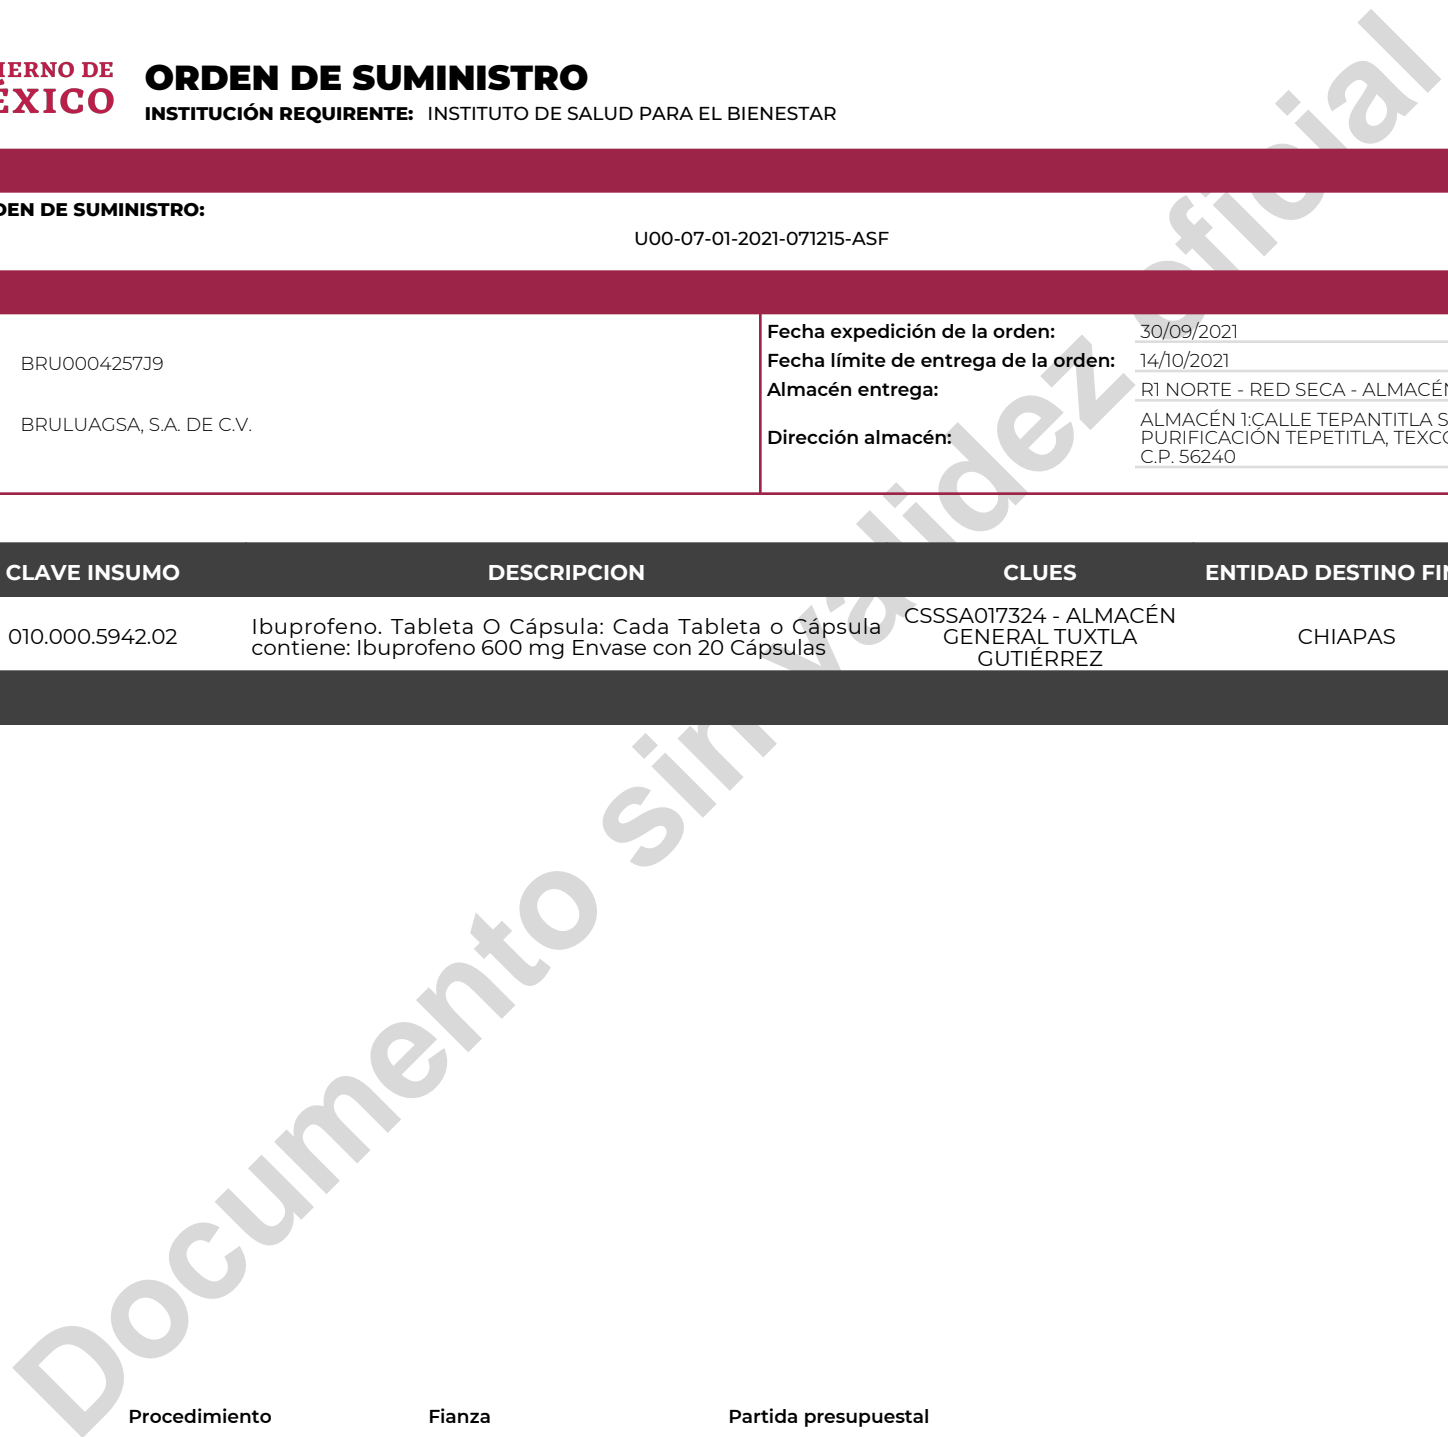 IERNO DE
ÉXICO
ORDEN DE SUMINISTRO
INSTITUCIÓN REQUIRENTE: INSTITUTO DE SALUD PARA EL BIENESTAR
DEN DE SUMINISTRO:
U00-07-01-2021-071215-ASF
BRU0004257J9
BRULUAGSA, S.A. DE C.V.
Fecha expedición de la orden: 30/09/2021
Fecha límite de entrega de la orden: 14/10/2021
Almacén entrega: R1 NORTE - RED SECA - ALMACÉN
Dirección almacén:
ALMACÉN 1:CALLE TEPANTITLA S
PURIFICACIÓN TEPETITLA, TEXCO
C.P. 56240
CLAVE INSUMO DESCRIPCION CLUES ENTIDAD DESTINO FIN
010.000.5942.02
Ibuprofeno. Tableta O Cápsula: Cada Tableta o Cápsula
contiene: Ibuprofeno 600 mg Envase con 20 Cápsulas
CSSSA017324 - ALMACÉN
GENERAL TUXTLA
GUTIÉRREZ
CHIAPAS
Documento sin validez oficial
Procedimiento Fianza Partida presupuestal